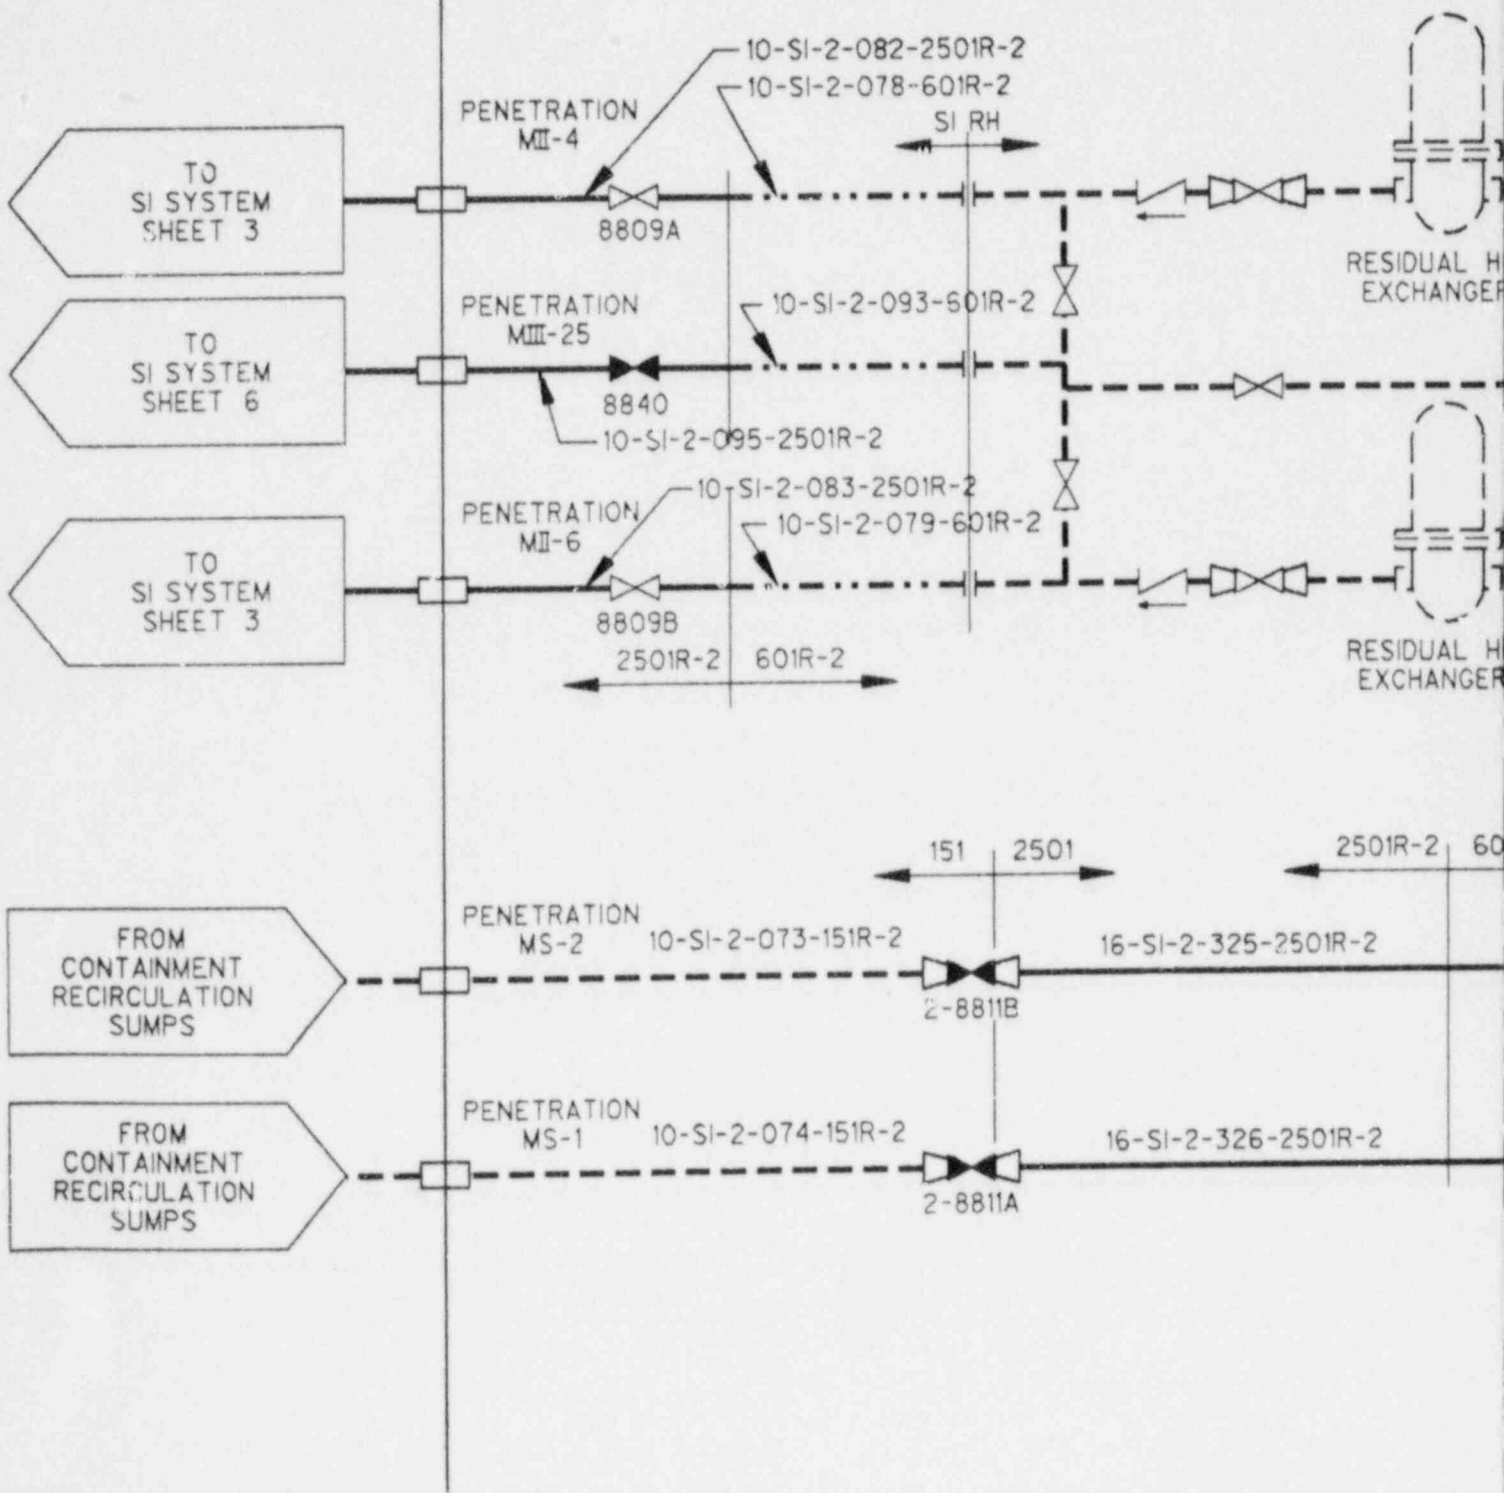 10-SI-2-082-2501R-2
10-SI-2-078-601R-2
PENETRATION
MII-4
SI RH
TO
SI SYSTEM
SHEET 3
8809A
RESIDUAL H
EXCHANGER
PENETRATION
MIII-25
10-SI-2-093-601R-2
TO
SI SYSTEM
SHEET 6
8840
10-SI-2-095-2501R-2
10-SI-2-083-2501R-2
PENETRATION
MII-6
10-SI-2-079-601R-2
TO
SI SYSTEM
SHEET 3
8809B
2501R-2 601R-2
RESIDUAL H
EXCHANGER
151 2501
2501R-2 60
FROM
CONTAINMENT
RECIRCULATION
SUMPS
PENETRATION
MS-2
10-SI-2-073-151R-2
16-SI-2-325-2501R-2
2-8811B
FROM
CONTAINMENT
RECIRCULATION
SUMPS
PENETRATION
MS-1
10-SI-2-074-151R-2
16-SI-2-326-2501R-2
2-8811A